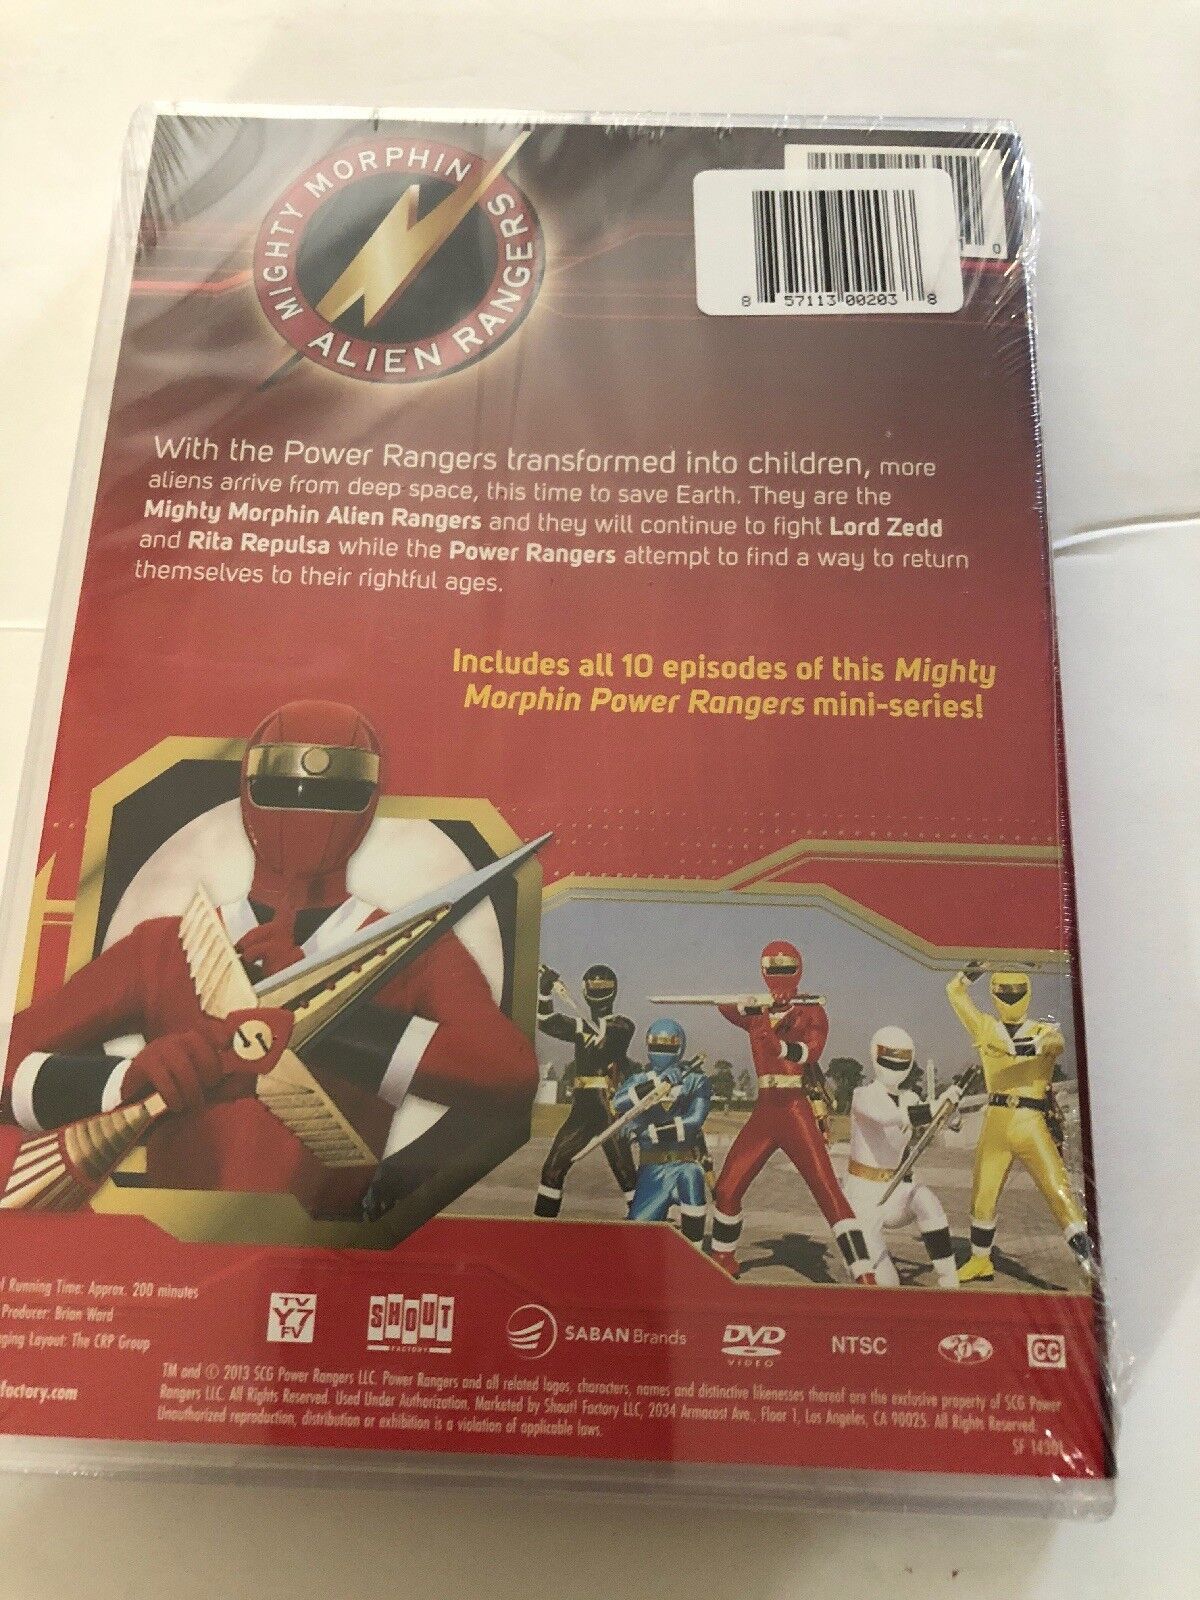 MIGHTY MORPHIN
ALIEN RANGERS
1 0
8 57113 00203 8
With the Power Rangers transformed into children, more
aliens arrive from deep space, this time to save Earth. They are the
Mighty Morphin Alien Rangers and they will continue to fight Lord Zedd
and Rita Repulsa while the Power Rangers attempt to find a way to return
themselves to their rightful ages.
Includes all 10 episodes of this Mighty
Morphin Power Rangers mini-series!
Running Time: Approx. 200 minutes
Producer: Brian Ward
Layout: The CRP Group
factory.com
TV
Y7
FV
SHOUT
FACTORY
SABAN Brands
DVD
VIDEO
NTSC
CC
TM and © 2013 SCG Power Rangers LLC. Power Rangers and all related logos, characters, names and distinctive likenesses thereof are the exclusive property of SCG Power
Rangers LLC. All Rights Reserved. Used Under Authorization. Marketed by Shout! Factory LLC, 2034 Armacost Ave., Floor 1, Los Angeles, CA 90025. All Rights Reserved.
Unauthorized reproduction, distribution or exhibition is a violation of applicable laws.
SF 14301